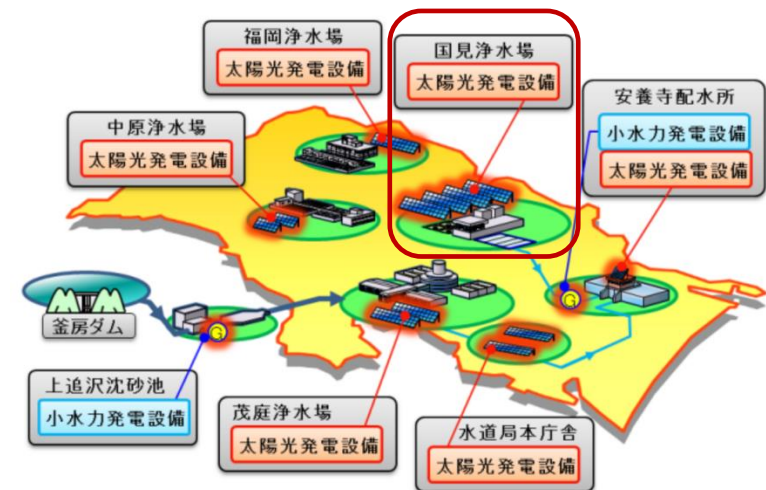 福岡浄水場
太陽光発電設備
国見浄水場
太陽光発電設備
安養寺配水所
小水力発電設備
太陽光発電設備
中原浄水場
太陽光発電設備
釜房ダム
G
G
上追沢沈砂池
小水力発電設備
茂庭浄水場
太陽光発電設備
水道局本庁舎
太陽光発電設備